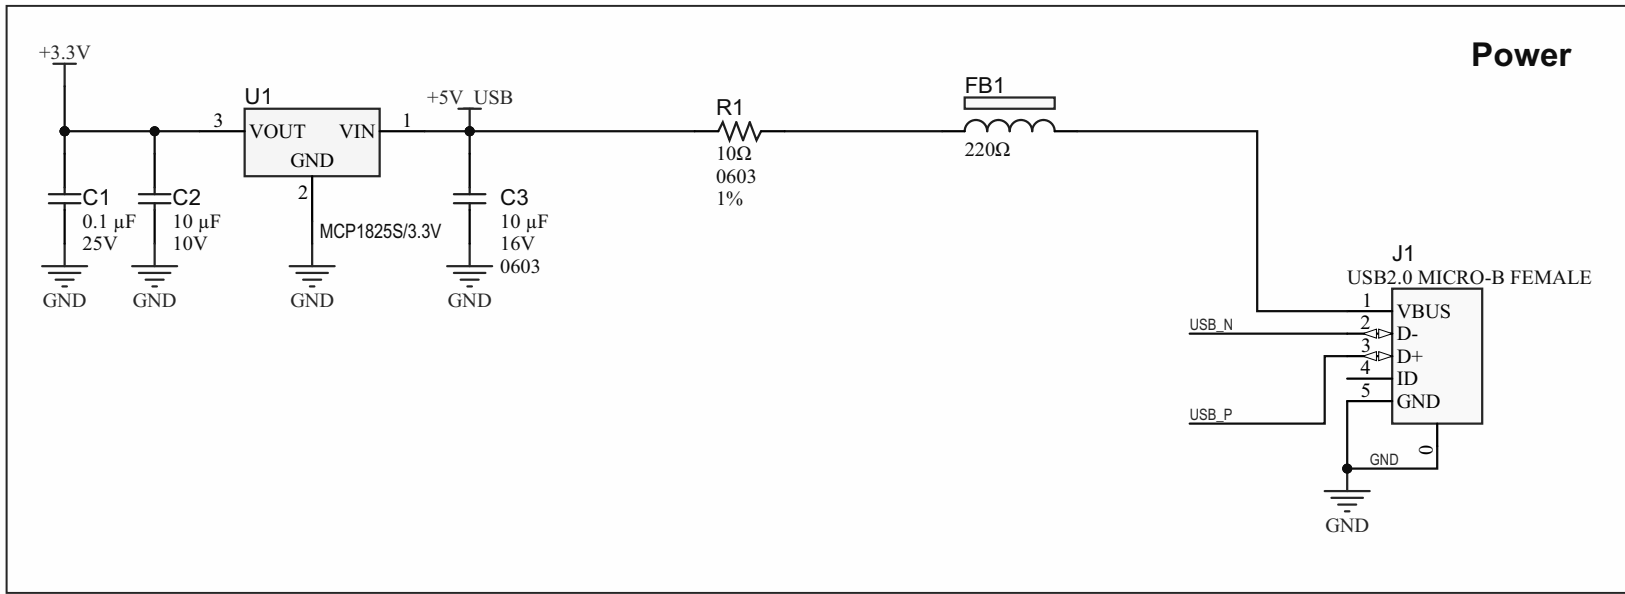 Power
+3.3V
U1
+5V_USB
R1
FB1
3
VOUT
VIN
1
GND
2
10Ω
0603
1%
220Ω
C1
0.1 µF
25V
C2
10 µF
10V
MCP1825S/3.3V
C3
10 µF
16V
0603
GND
GND
GND
GND
J1
USB2.0 MICRO-B FEMALE
1
VBUS
USB_N
2
D-
3
D+
4
ID
5
GND
USB_P
GND
0
GND